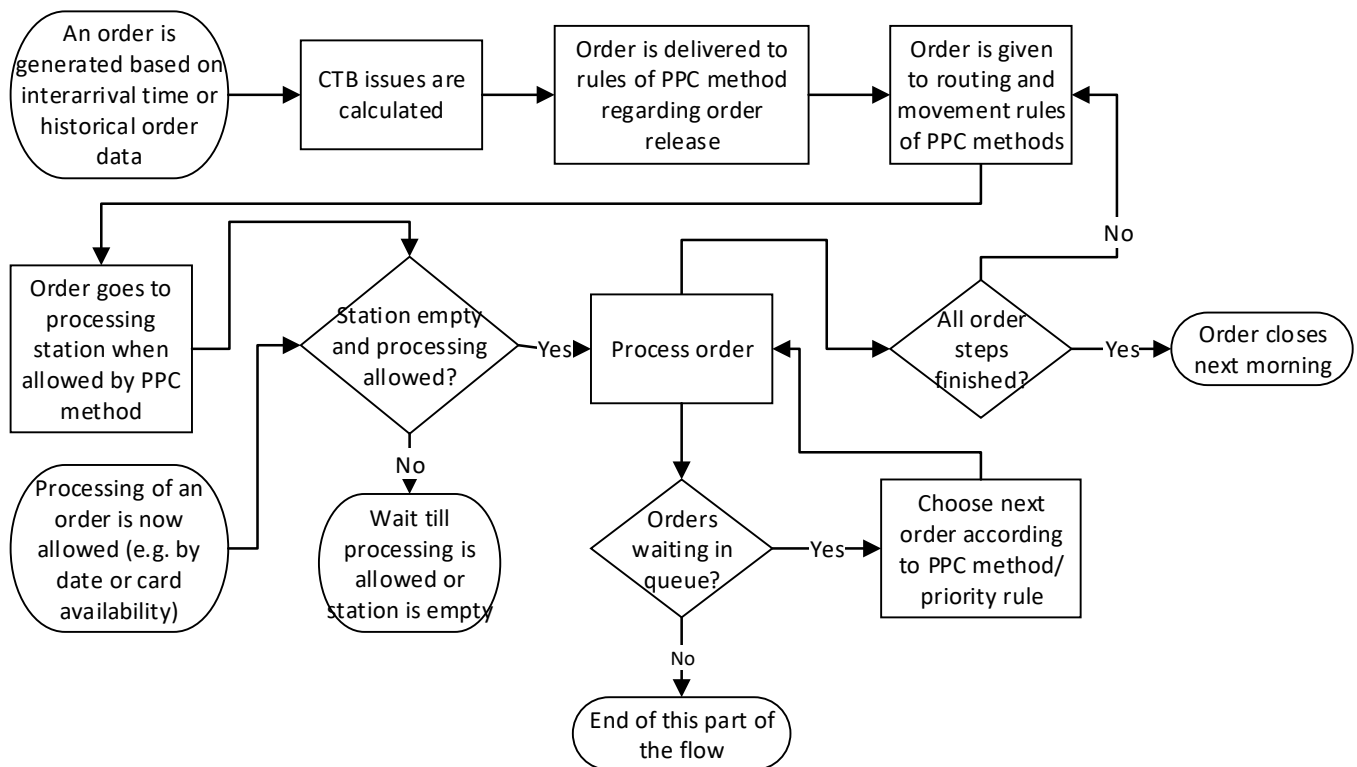 An order is
generated based on
interarrival time or
historical order
data
CTB issues are
calculated
Order is delivered to
rules of PPC method
regarding order
release
Order is given
to routing and
movement rules
of PPC methods
No
Order goes to
processing
station when
allowed by PPC
method
Station empty
and processing
allowed?
Yes
Process order
All order
steps
finished?
Yes
Order closes
next morning
No
Processing of an
order is now
allowed (e.g. by
date or card
availability)
Wait till
processing is
allowed or
station is empty
Orders
waiting in
queue?
Yes
Choose next
order according
to PPC method/
priority rule
No
End of this part of
the flow